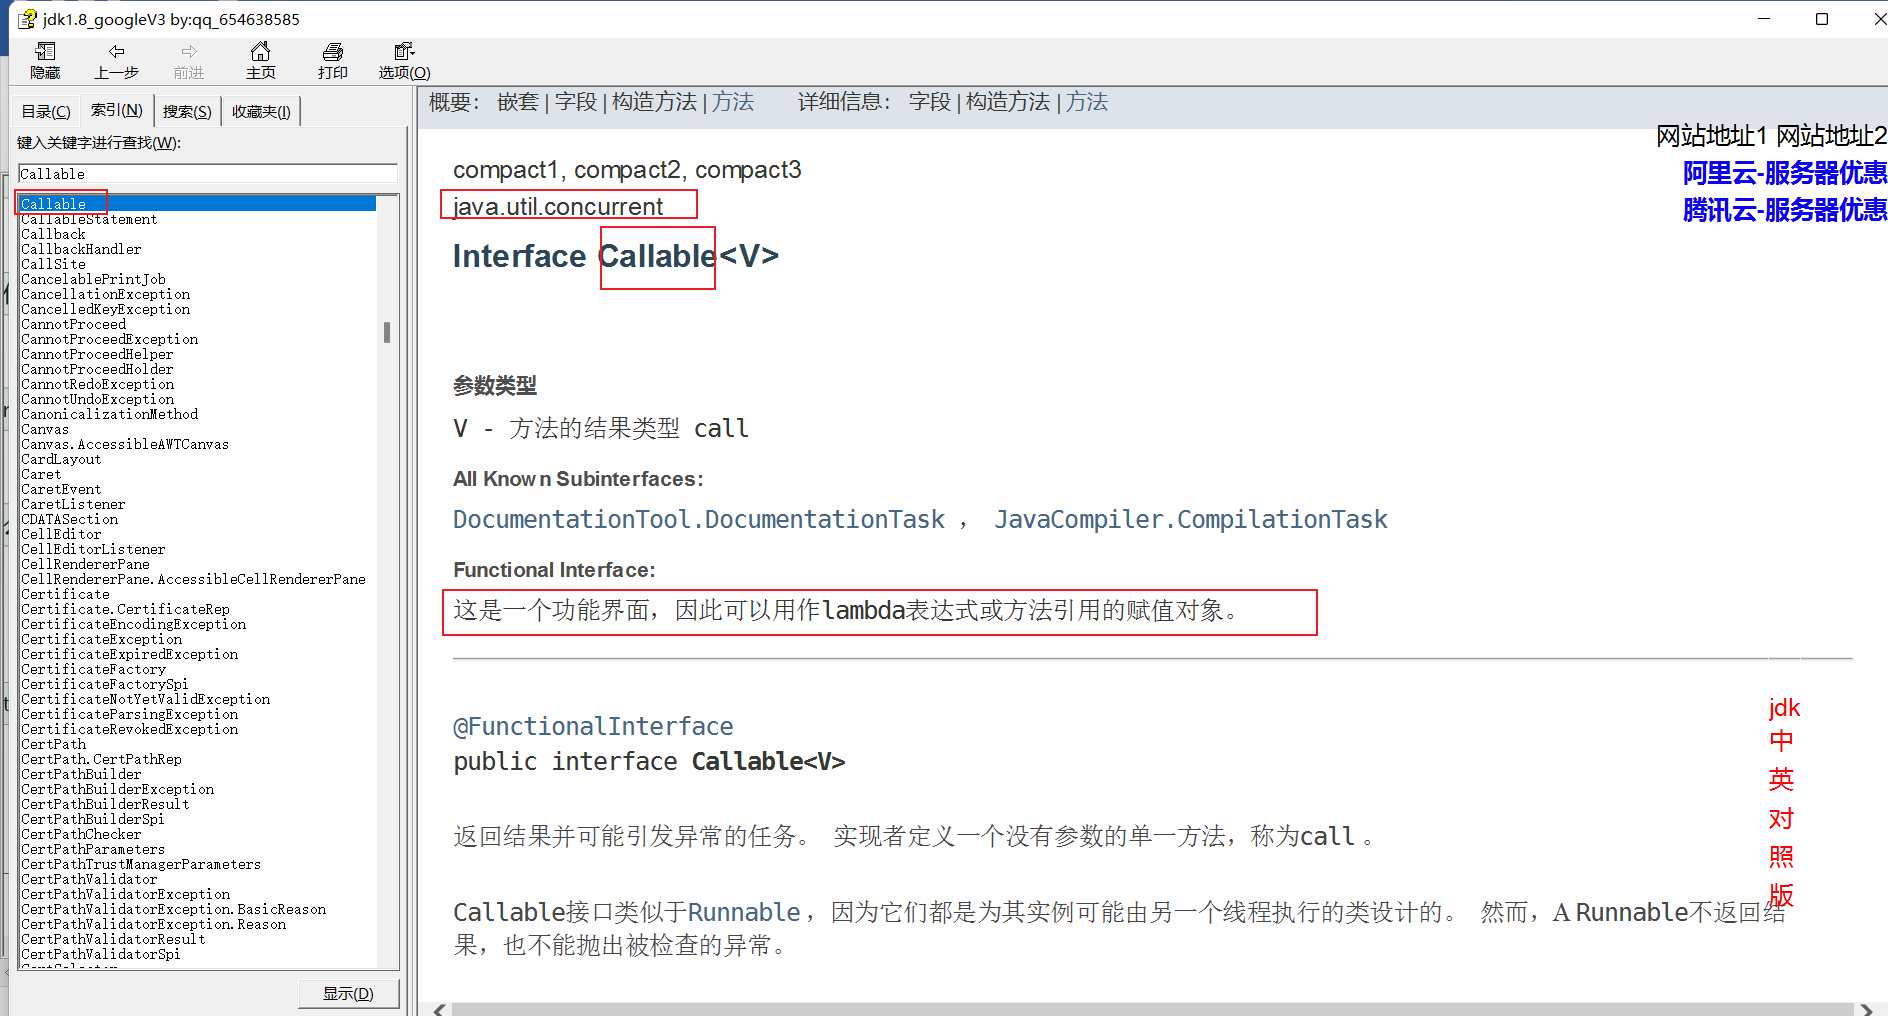 jdk1.8_googleV3 by:qq_654638585
隐藏 上一步 前进 主页 打印 选项(O)
目录(C) 索引(N) 搜索(S) 收藏夹(I)
键入关键字进行查找(W):
Callable
Callable
CallableStatement
Callback
CallbackHandler
CallSite
CancelablePrintJob
CancellationException
CancelledKeyException
CannotProceed
CannotProceedException
CannotProceedHelper
CannotProceedHolder
CannotRedoException
CannotUndoException
CanonicalizationMethod
Canvas
Canvas.AccessibleAWTCanvas
CardLayout
Caret
CaretEvent
CaretListener
CDATASection
CellEditor
CellEditorListener
CellRendererPane
CellRendererPane.AccessibleCellRendererPane
Certificate
Certificate.CertificateRep
CertificateEncodingException
CertificateException
CertificateExpiredException
CertificateFactory
CertificateFactorySpi
CertificateNotYetValidException
CertificateParsingException
CertificateRevokedException
CertPath
CertPath.CertPathRep
CertPathBuilder
CertPathBuilderException
CertPathBuilderResult
CertPathBuilderSpi
CertPathChecker
CertPathParameters
CertPathTrustManagerParameters
CertPathValidator
CertPathValidatorException
CertPathValidatorException.BasicReason
CertPathValidatorException.Reason
CertPathValidatorResult
CertPathValidatorSpi
显示(D)
概要： 嵌套 | 字段 | 构造方法 | 方法 详细信息： 字段 | 构造方法 | 方法
网站地址1 网站地址2
阿里云-服务器优惠
腾讯云-服务器优惠
compact1, compact2, compact3
java.util.concurrent
Interface Callable<V>
参数类型
V - 方法的结果类型 call
All Known Subinterfaces:
DocumentationTool.DocumentationTask ， JavaCompiler.CompilationTask
Functional Interface:
这是一个功能界面，因此可以用作lambda表达式或方法引用的赋值对象。
@FunctionalInterface
public interface Callable<V>
返回结果并可能引发异常的任务。 实现者定义一个没有参数的单一方法，称为call 。
Callable接口类似于Runnable ，因为它们都是为其实例可能由另一个线程执行的类设计的。 然而，A Runnable不返回结
果，也不能抛出被检查的异常。
jdk
中
英
对
照
版